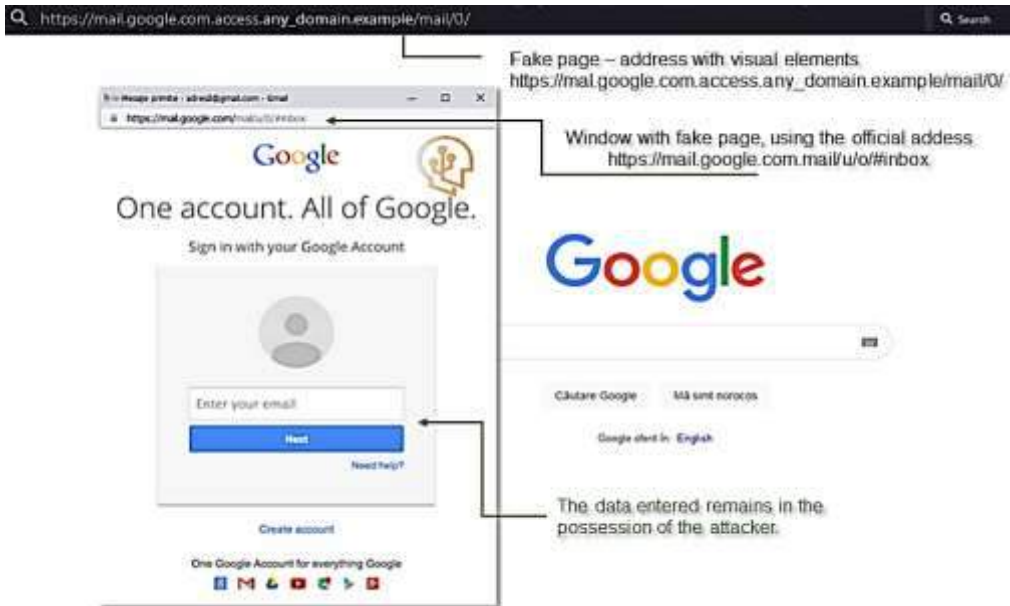 https://mail.google.com.access.any_domain.example/mail/0/
Search
Fake page – address with visual elements
https://mal.google.com.access.any_domain.example/mail/0/
Window with fake page, using the official addess
https://mail.google.com.mail/u/o/#inbox
https://mail.google.com/mail/u/0/#inbox
Google
One account. All of Google.
Sign in with your Google Account
Enter your email
Next
Need help?
Create account
One Google Account for everything Google
Google
Căutare Google
Mă simt norocos
Google oferit în English
The data entered remains in the
possession of the attacker.